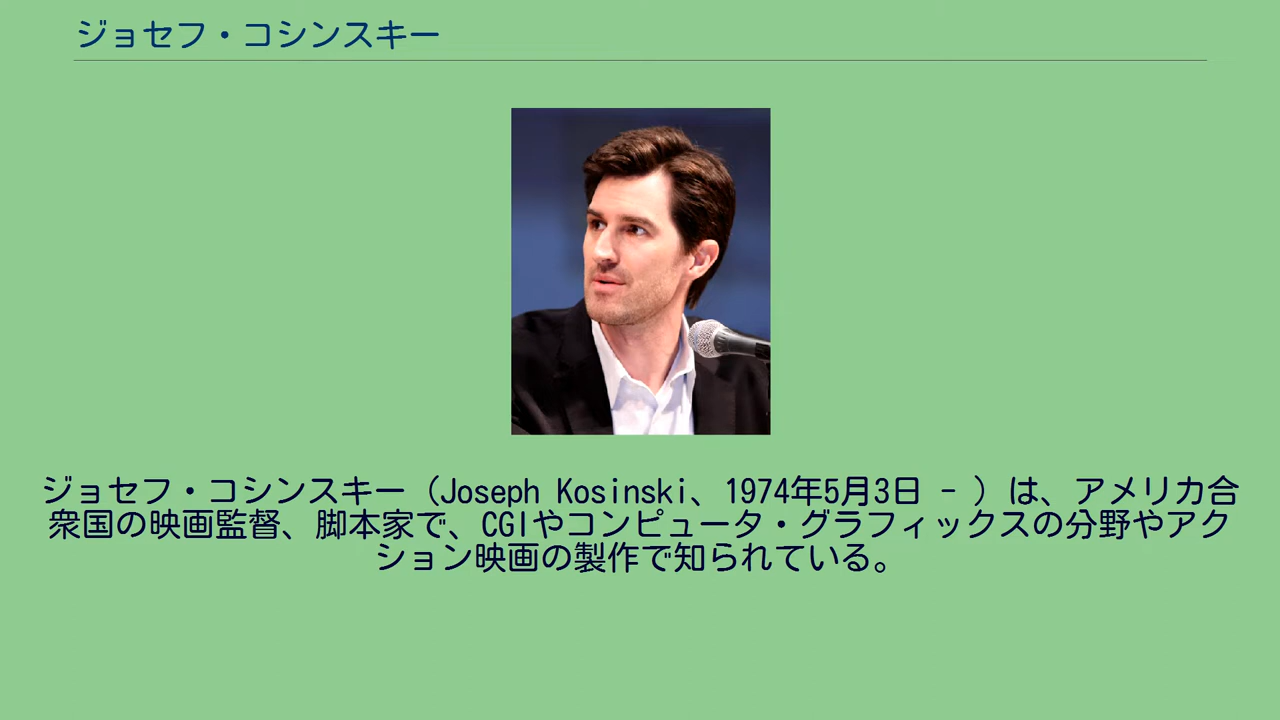 ジョセフ・コシンスキー
ジョセフ・コシンスキー（Joseph Kosinski、1974年5月3日 - ）は、アメリカ合
衆国の映画監督、脚本家で、CGIやコンピュータ・グラフィックスの分野やアク
ション映画の製作で知られている。